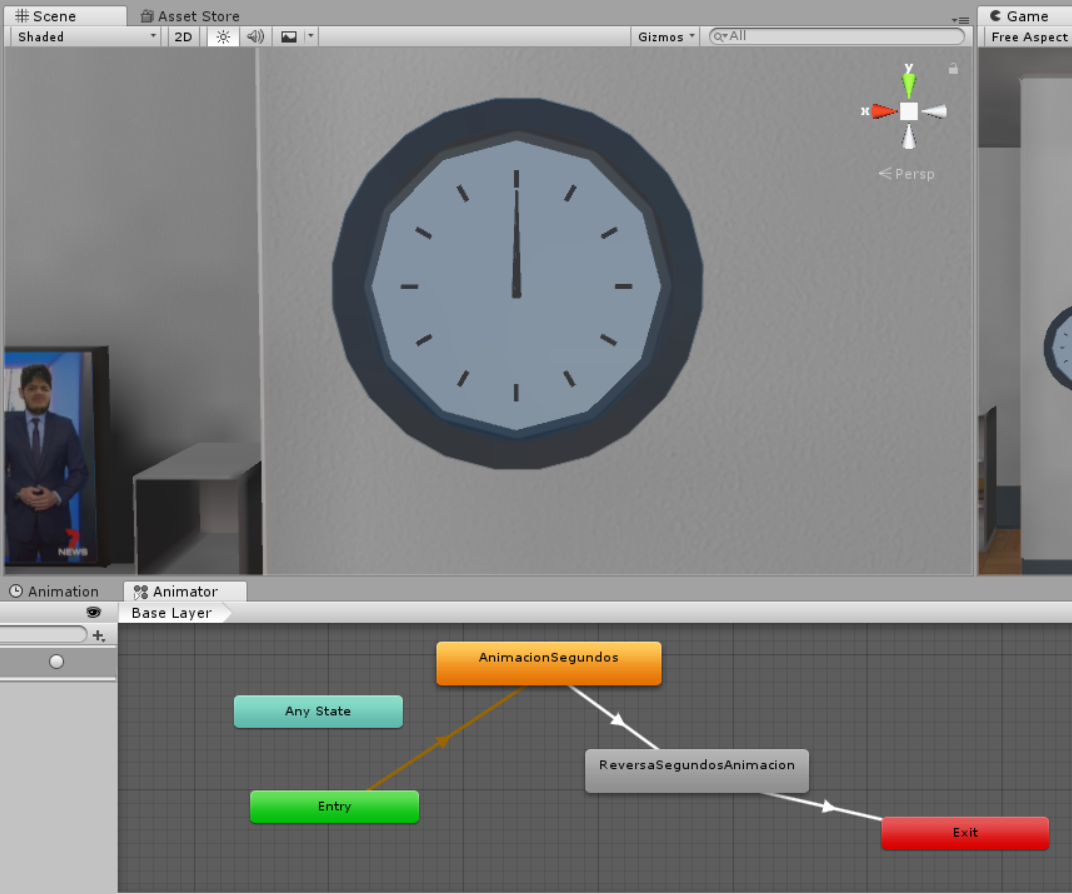 Scene
Asset Store
Game
Shaded
2D
Gizmos
All
Free Aspect
y
x
Persp
7
NEWS
Animation
Animator
Base Layer
AnimacionSegundos
Any State
ReversaSegundosAnimacion
Entry
Exit